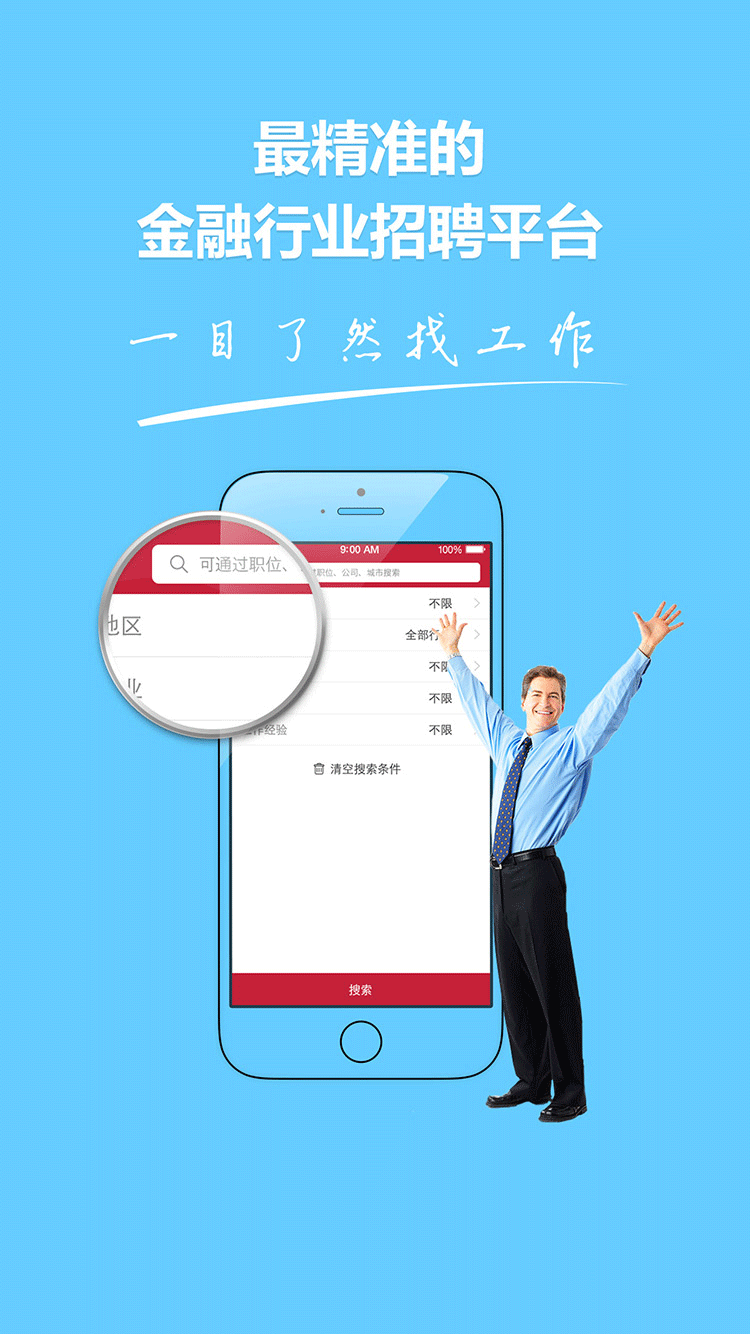 最精准的
金融行业招聘平台
一目了然找工作
9:00 AM 100%
可通过职位、 职位、公司、城市搜索
不限
地区
全部行
不限
业
不限
工作经验 不限
清空搜索条件
搜索